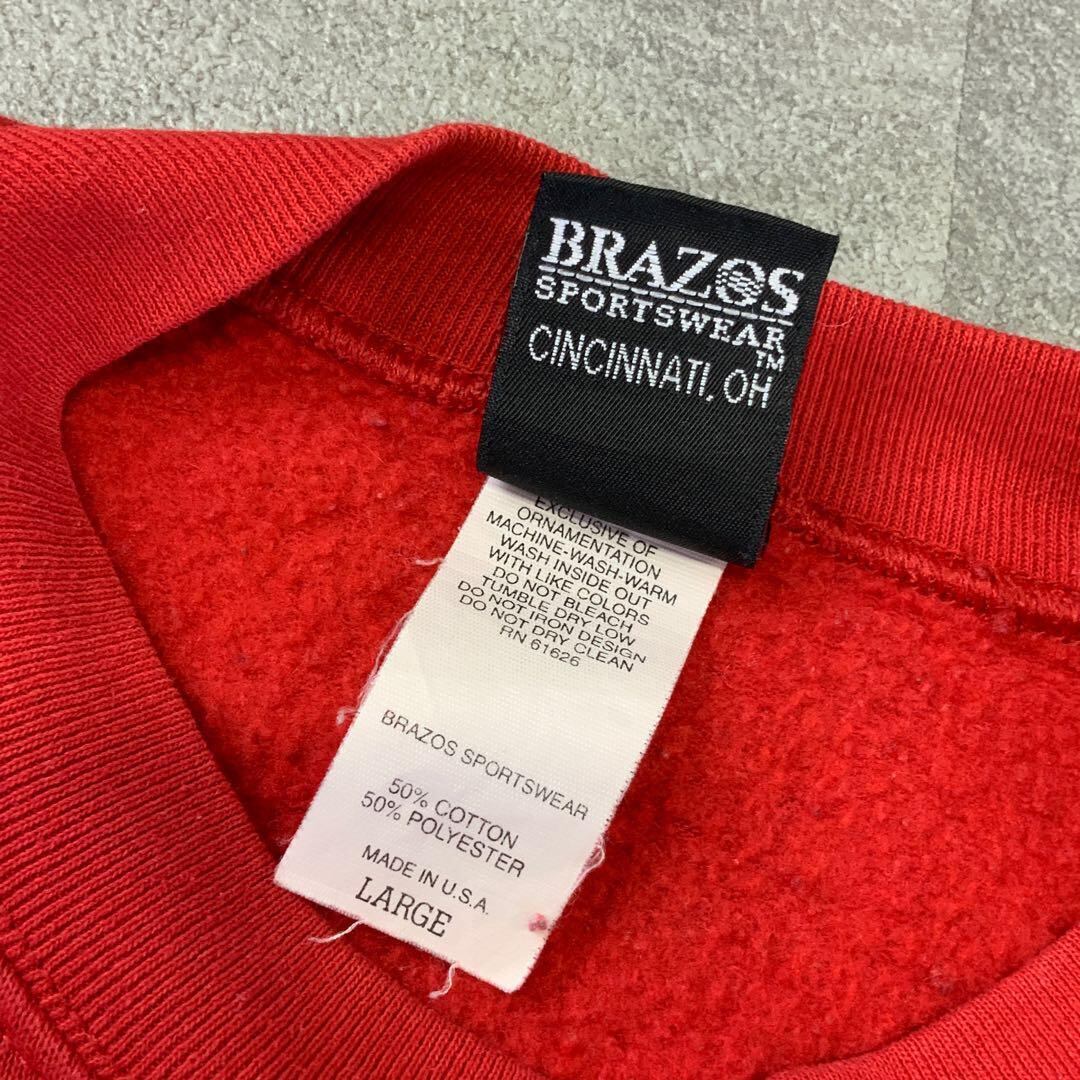 BRAZOS
SPORTSWEAR
TM
CINCINNATI, OH
EXCLUSIVE OF
ORNAMENTATION
MACHINE-WASH-WARM
WASH INSIDE OUT
WITH LIKE COLORS
DO NOT BLEACH
TUMBLE DRY LOW
DO NOT IRON DESIGN
DO NOT DRY CLEAN
RN 61626
BRAZOS SPORTSWEAR
50% COTTON
50% POLYESTER
MADE IN U.S.A.
LARGE